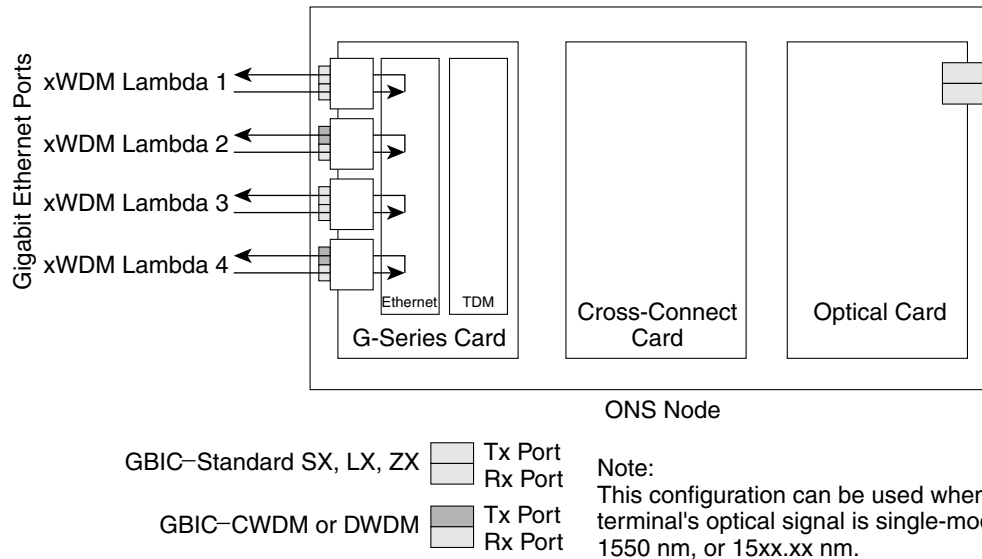 Gigabit Ethernet Ports
xWDM Lambda 1
xWDM Lambda 2
xWDM Lambda 3
xWDM Lambda 4
Ethernet
TDM
G-Series Card
Cross-Connect
Card
Optical Card
ONS Node
GBIC–Standard SX, LX, ZX
Tx Port
Rx Port
GBIC–CWDM or DWDM
Tx Port
Rx Port
Note:
This configuration can be used when
terminal's optical signal is single-mo
1550 nm, or 15xx.xx nm.